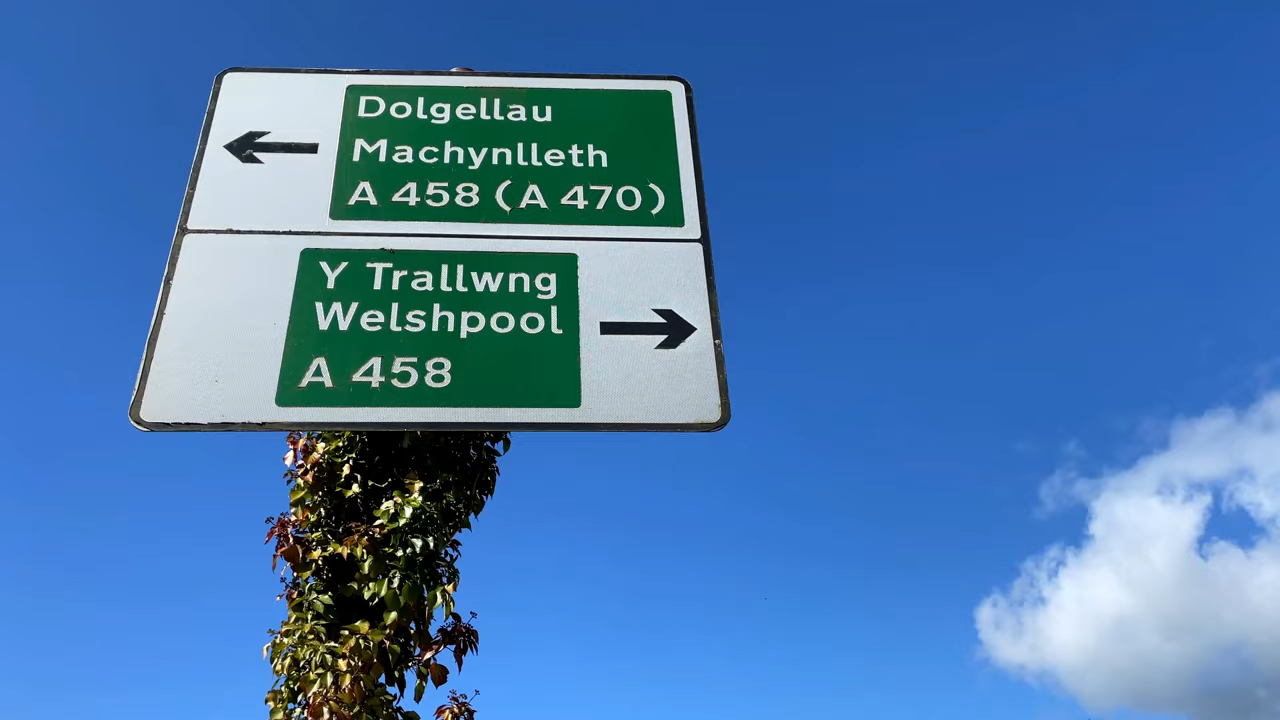 Dolgellau
Machynlleth
A 458 (A 470)
Y Trallwng
Welshpool
A 458